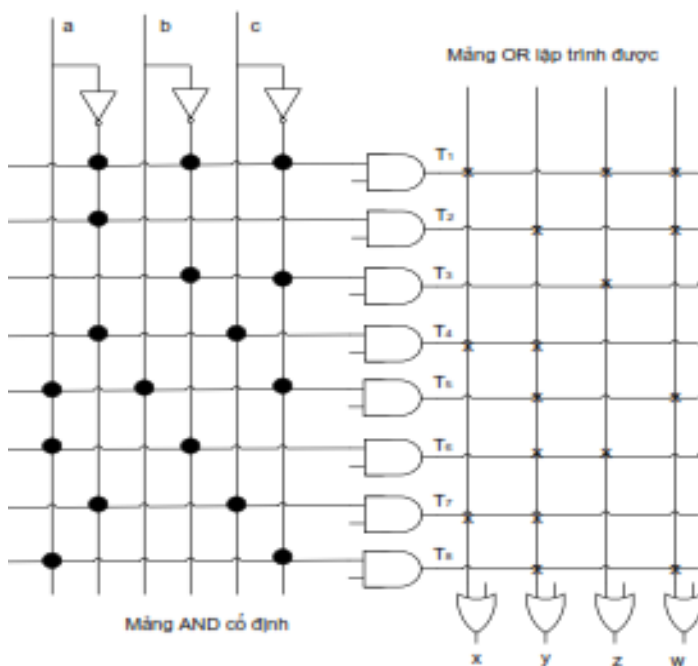 a b c
Mảng OR lập trình được
T₁
T₂
T₃
T₄
T₅
T₆
T₇
T₈
Mảng AND cố định
x y z w